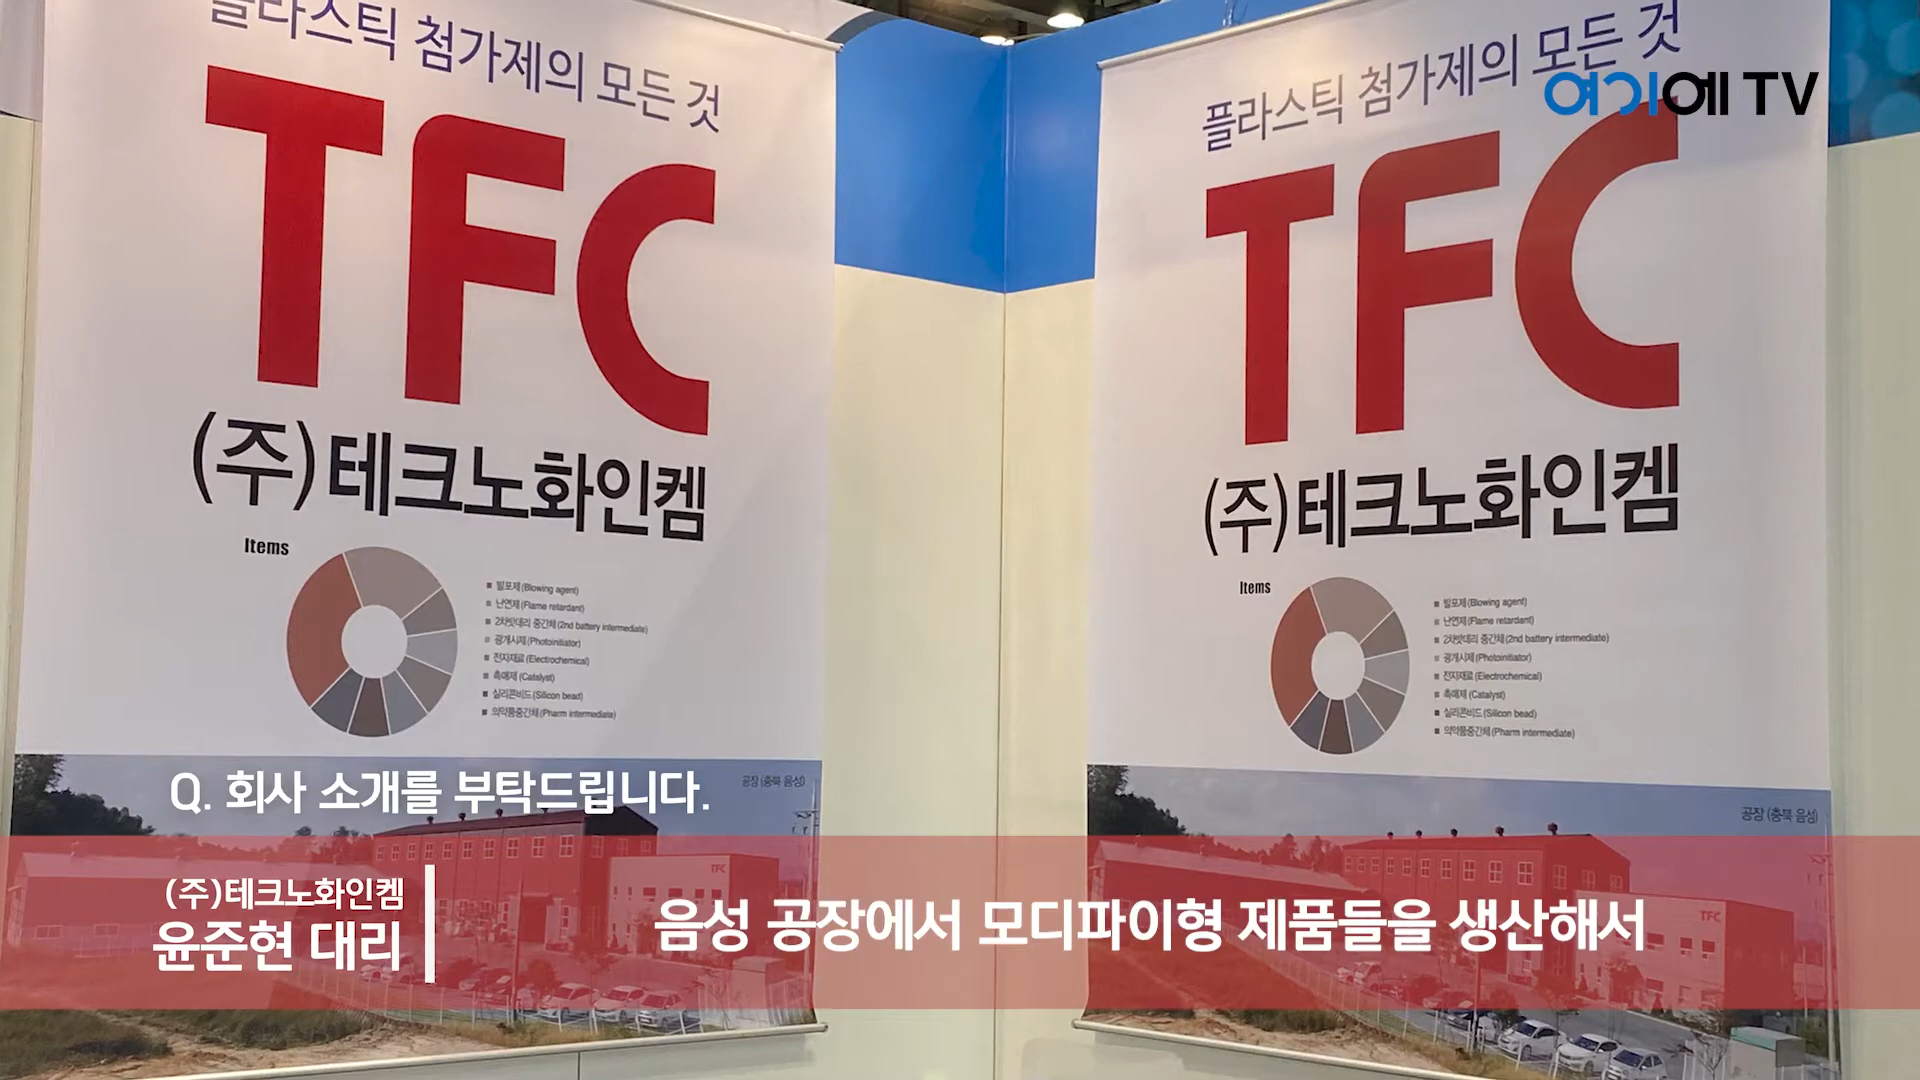 플라스틱 첨가제의 모든 것
TFC
(주)테크노화인켐
Items
발포제 (Blowing agent)
난연제 (Flame retardant)
2차밧데리 중간체 (2nd battery intermediate)
광개시제 (Photoinitiator)
전자재료 (Electrochemical)
촉매제 (Catalyst)
실리콘비드 (Silicon bead)
의약품중간체 (Pharm intermediate)
공장 (충북 음성)
TFC
플라스틱 첨가제의 모든 것
TFC
(주)테크노화인켐
Items
발포제 (Blowing agent)
난연제 (Flame retardant)
2차밧데리 중간체 (2nd battery intermediate)
광개시제 (Photoinitiator)
전자재료 (Electrochemical)
촉매제 (Catalyst)
실리콘비드 (Silicon bead)
의약품중간체 (Pharm intermediate)
공장 (충북 음성)
TFC
여기에 TV
Q. 회사 소개를 부탁드립니다.
(주)테크노화인켐
윤준현 대리
음성 공장에서 모디파이형 제품들을 생산해서